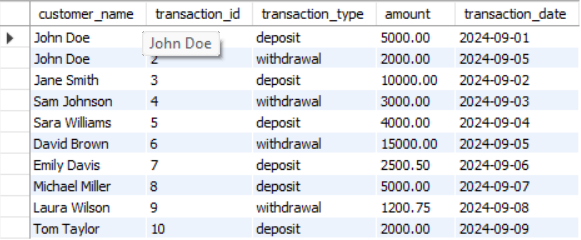 customer_name transaction_id transaction_type amount transaction_date
John Doe deposit 5000.00 2024-09-01
John Doe
John Doe withdrawal 2000.00 2024-09-05
Jane Smith 3 deposit 10000.00 2024-09-02
Sam Johnson 4 withdrawal 3000.00 2024-09-03
Sara Williams 5 deposit 4000.00 2024-09-04
David Brown 6 withdrawal 15000.00 2024-09-05
Emily Davis 7 deposit 2500.50 2024-09-06
Michael Miller 8 deposit 5000.00 2024-09-07
Laura Wilson 9 withdrawal 1200.75 2024-09-08
Tom Taylor 10 deposit 2000.00 2024-09-09